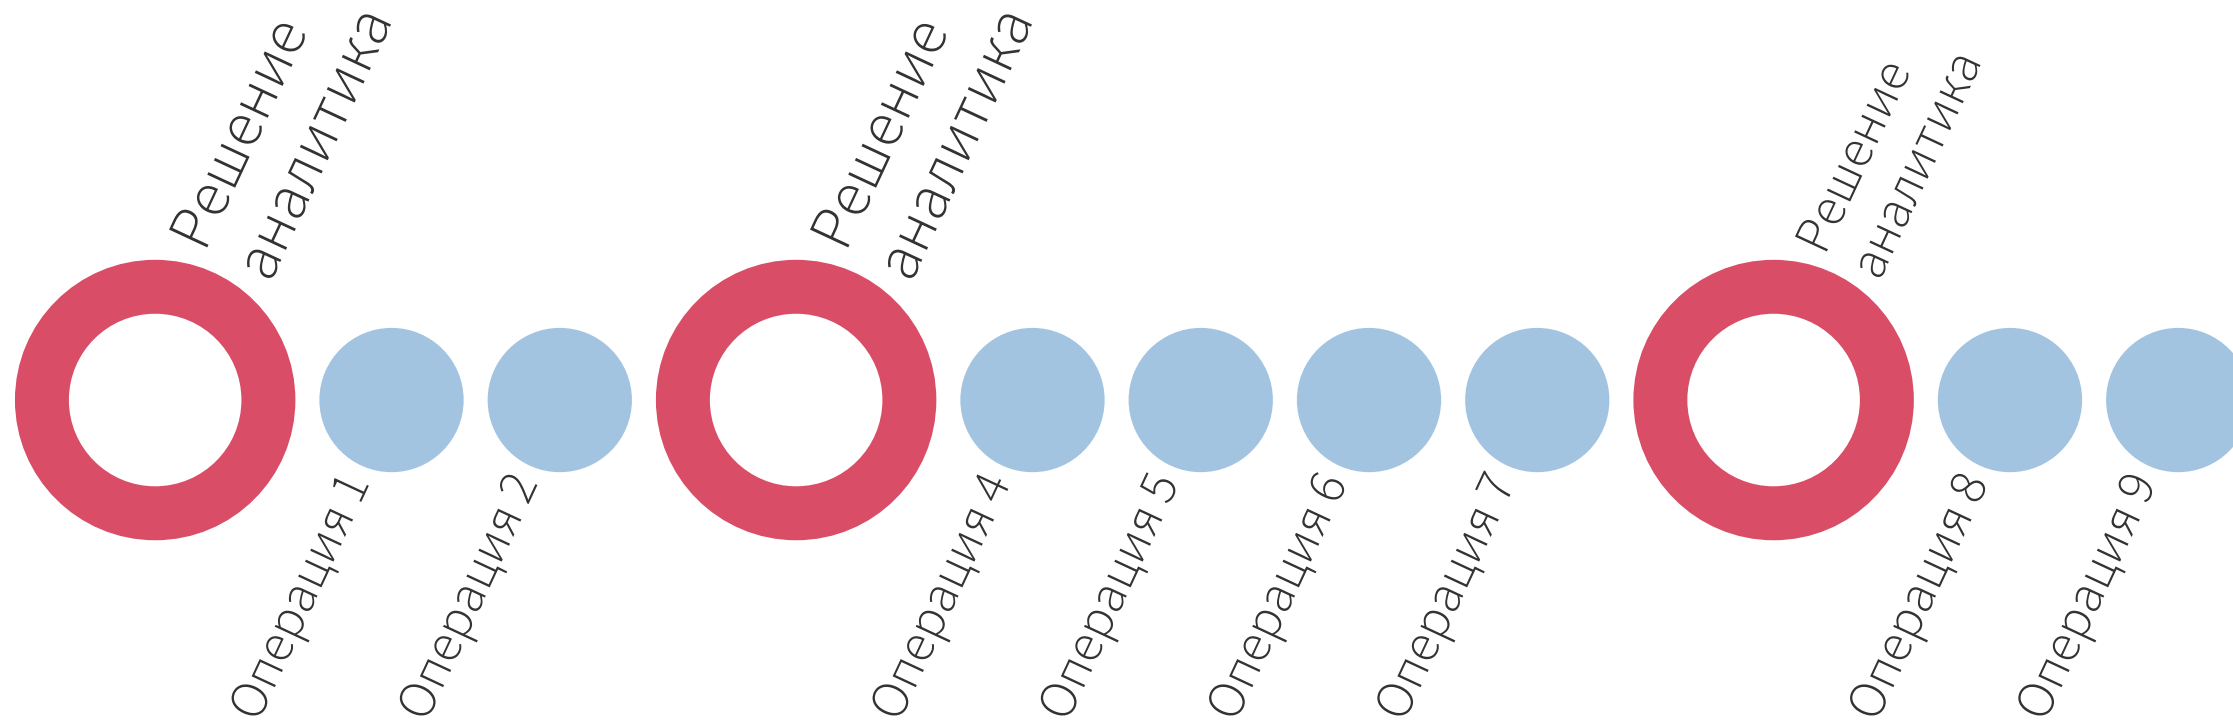 Решение
аналитика
Решение
аналитика
Решение
аналитика
Операция 1
Операция 2
Операция 4
Операция 5
Операция 6
Операция 7
Операция 8
Операция 9